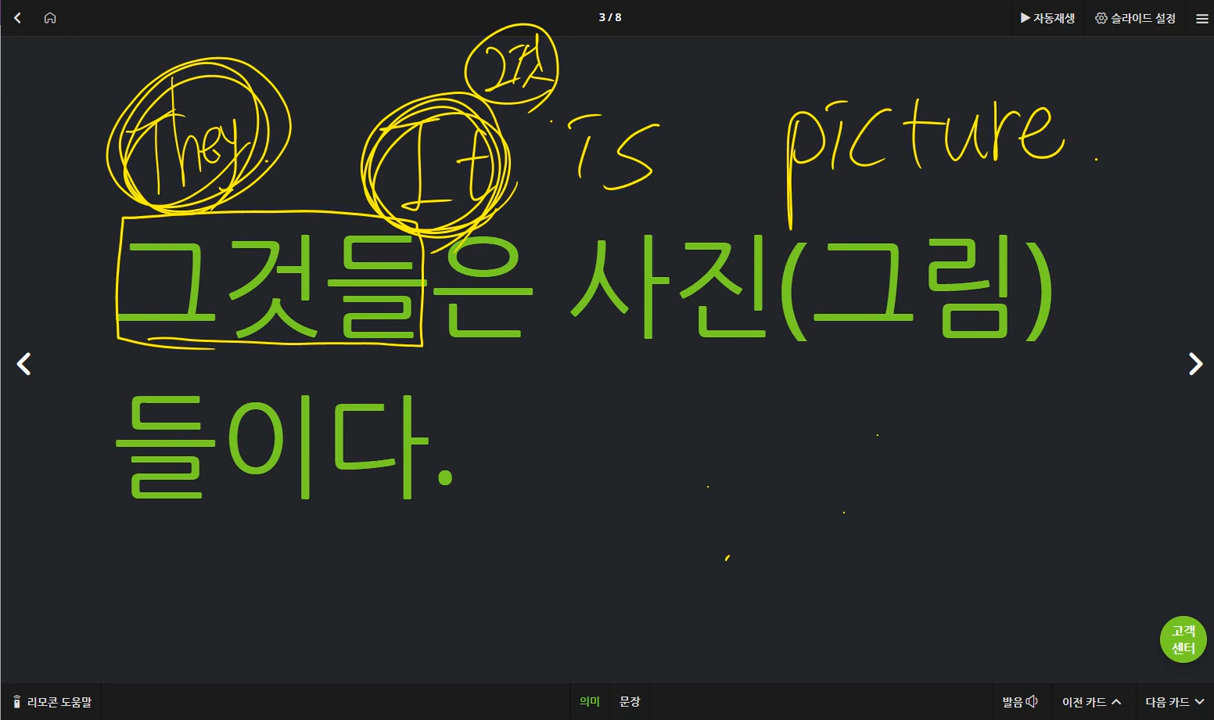 3 / 8
자동재생
슬라이드 설정
그것
They
It is picture.
그것들은 사진(그림)
들이다.
고객
센터
리모콘 도움말
의미
문장
발음
이전 카드
다음 카드